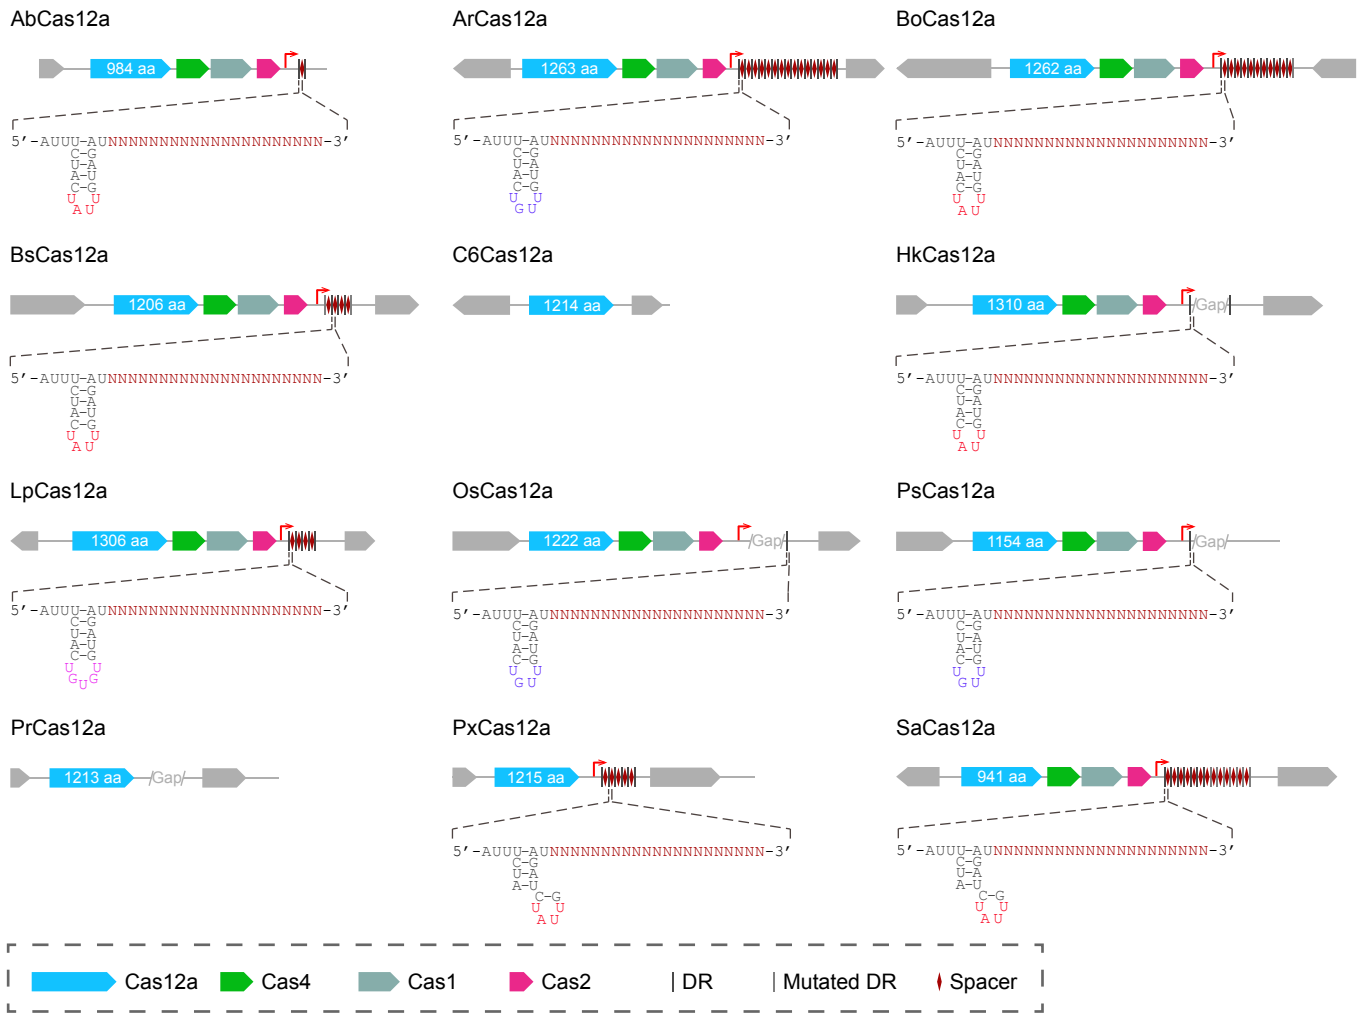 AbCas12a
ArCas12a
BoCas12a
984 aa
1263 aa
1262 aa
5’-AUUU-AUNNNNNNNNNNNNNNNNNNNNN-3’
5’-AUUU-AUNNNNNNNNNNNNNNNNNNNNN-3’
5’-AUUU-AUNNNNNNNNNNNNNNNNNNNNN-3’
C-G
C-G
C-G
U-A
U-A
U-A
A-U
A-U
A-U
C-G
C-G
C-G
U U
U U
U U
A U
G U
A U
BsCas12a
C6Cas12a
HkCas12a
1206 aa
1214 aa
1310 aa
/Gap/
5’-AUUU-AUNNNNNNNNNNNNNNNNNNNNN-3’
5’-AUUU-AUNNNNNNNNNNNNNNNNNNNNN-3’
C-G
C-G
U-A
U-A
A-U
A-U
C-G
C-G
U U
U U
A U
A U
LpCas12a
OsCas12a
PsCas12a
1306 aa
1222 aa
/Gap/
1154 aa
/Gap/
5’-AUUU-AUNNNNNNNNNNNNNNNNNNNNN-3’
5’-AUUU-AUNNNNNNNNNNNNNNNNNNNNN-3’
5’-AUUU-AUNNNNNNNNNNNNNNNNNNNNN-3’
C-G
C-G
C-G
U-A
U-A
U-A
A-U
A-U
A-U
C-G
C-G
C-G
U U
U U
U U
G U G
G U
G U
PrCas12a
PxCas12a
SaCas12a
1213 aa
/Gap/
1215 aa
941 aa
5’-AUUU-AUNNNNNNNNNNNNNNNNNNNNN-3’
5’-AUUU-AUNNNNNNNNNNNNNNNNNNNNN-3’
C-G
C-G
U-A
U-A
A-U
A-U
C-G
C-G
U U
U U
A U
A U
Cas12a
Cas4
Cas1
Cas2
DR
Mutated DR
Spacer